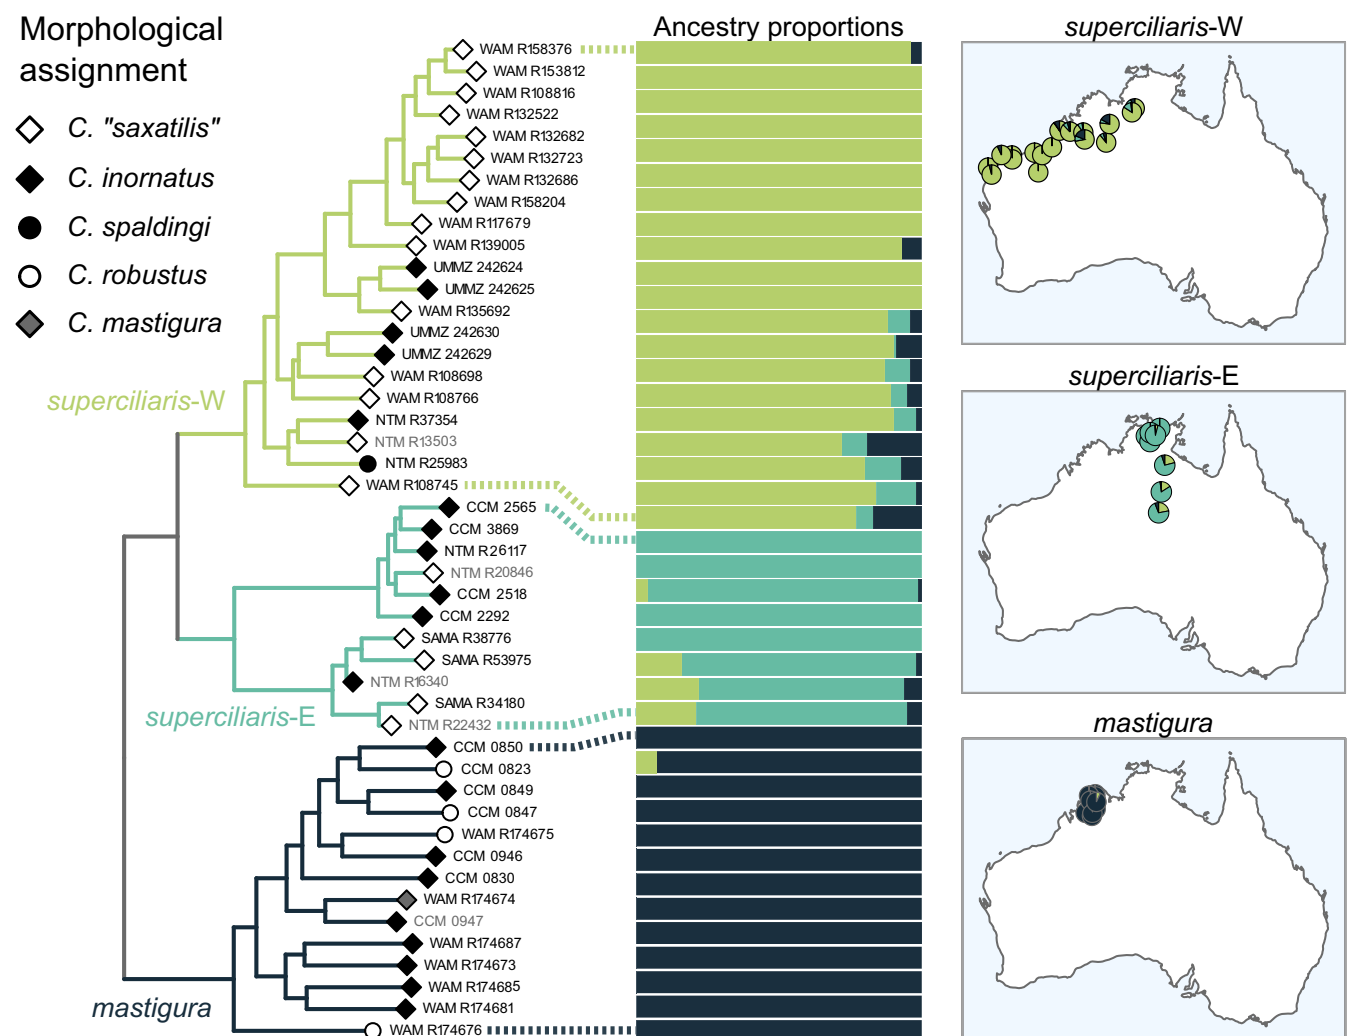 Morphological
assignment
C. "saxatilis"
C. inornatus
C. spaldingi
C. robustus
C. mastigura
superciliaris-W
superciliaris-E
mastigura
WAM R158376
WAM R153812
WAM R108816
WAM R132522
WAM R132682
WAM R132723
WAM R132686
WAM R158204
WAM R117679
WAM R139005
UMMZ 242624
UMMZ 242625
WAM R135692
UMMZ 242630
UMMZ 242629
WAM R108698
WAM R108766
NTM R37354
NTM R13503
NTM R25983
WAM R108745
CCM 2565
CCM 3869
NTM R26117
NTM R20846
CCM 2518
CCM 2292
SAMA R38776
SAMA R53975
NTM R16340
SAMA R34180
NTM R22432
CCM 0850
CCM 0823
CCM 0849
CCM 0847
WAM R174675
CCM 0946
CCM 0830
WAM R174674
CCM 0947
WAM R174687
WAM R174673
WAM R174685
WAM R174681
WAM R174676
Ancestry proportions
superciliaris-W
superciliaris-E
mastigura